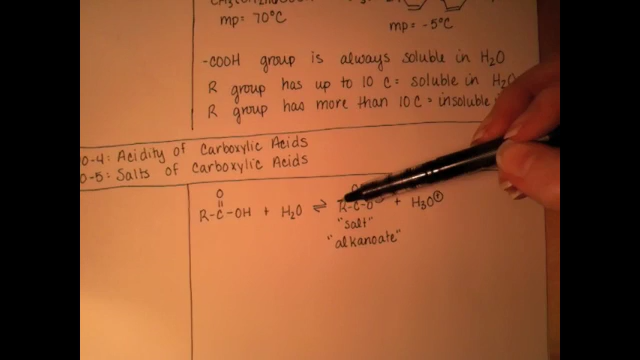 mp= 70°C
mp= -5°C
-COOH group is always soluble in H₂O
R group has up to 10 C = soluble in H₂O
R group has more than 10C = insoluble
0-4: Acidity of Carboxylic Acids
0-5: Salts of Carboxylic Acids
O
R-C-OH + H₂O ⇌ R-C-O + H₃O⊕
"salt"
"alkanoate"